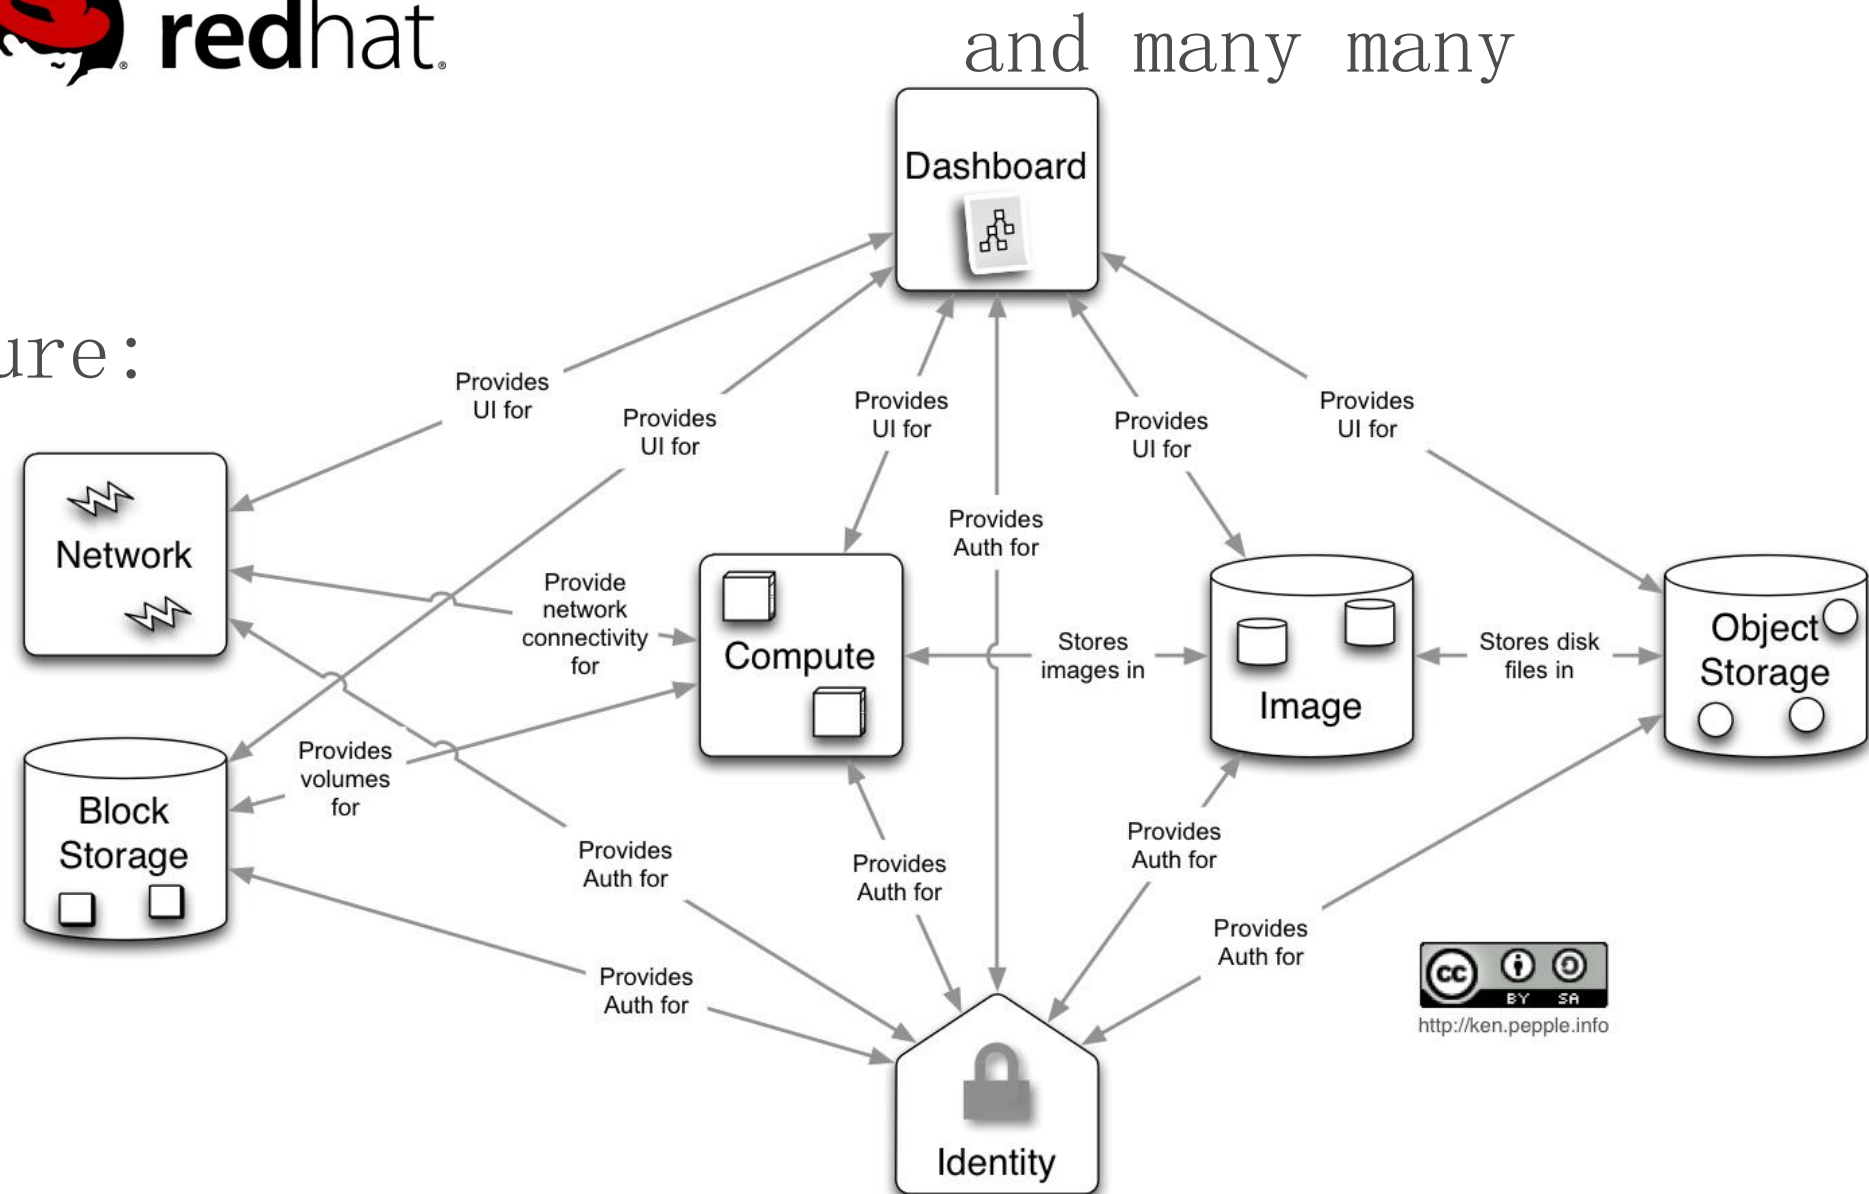 redhat.
and many many
Dashboard
ure:
Provides
UI for
Provides
UI for
Provides
UI for
Provides
UI for
Provides
UI for
Network
Provides
Auth for
Provide
network
connectivity
for
Compute
Stores
images in
Image
Stores disk
files in
Object
Storage
Block
Storage
Provides
volumes
for
Provides
Auth for
Provides
Auth for
Provides
Auth for
Provides
Auth for
Provides
Auth for
Identity
cc
BY SA
http://ken.pepple.info